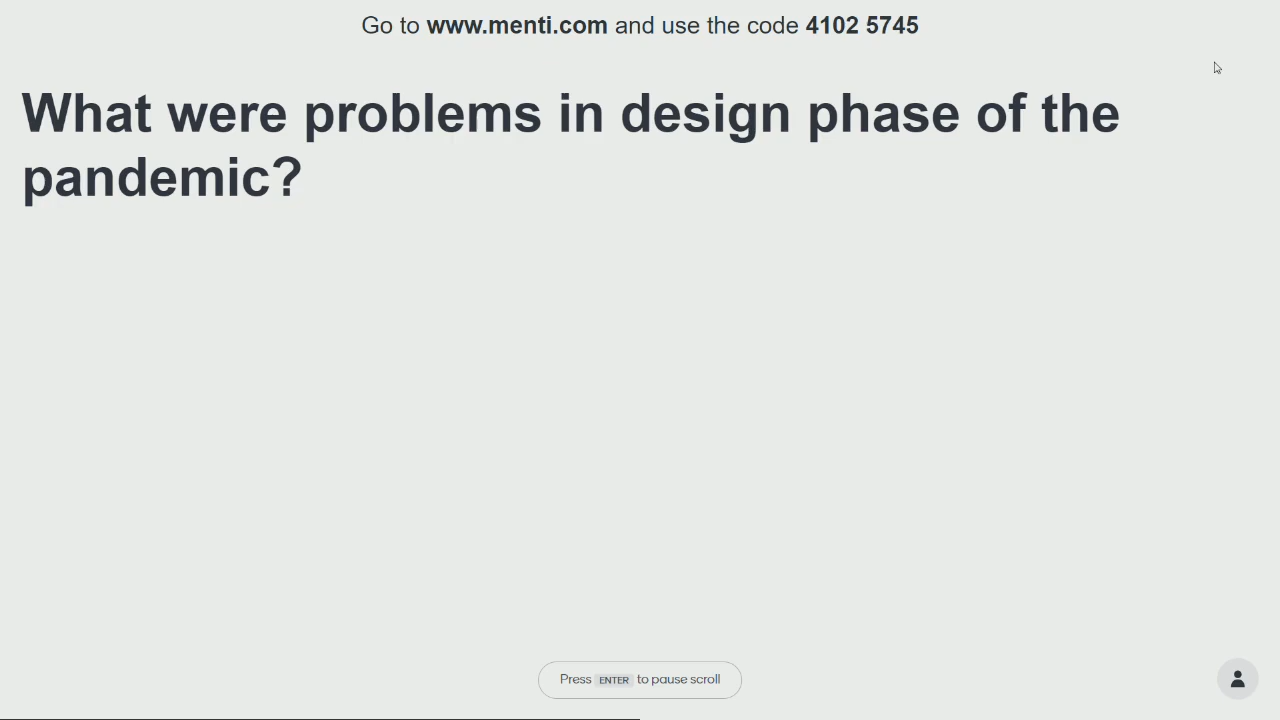 Go to www.menti.com and use the code 4102 5745
What were problems in design phase of the
pandemic?
Press ENTER to pause scroll